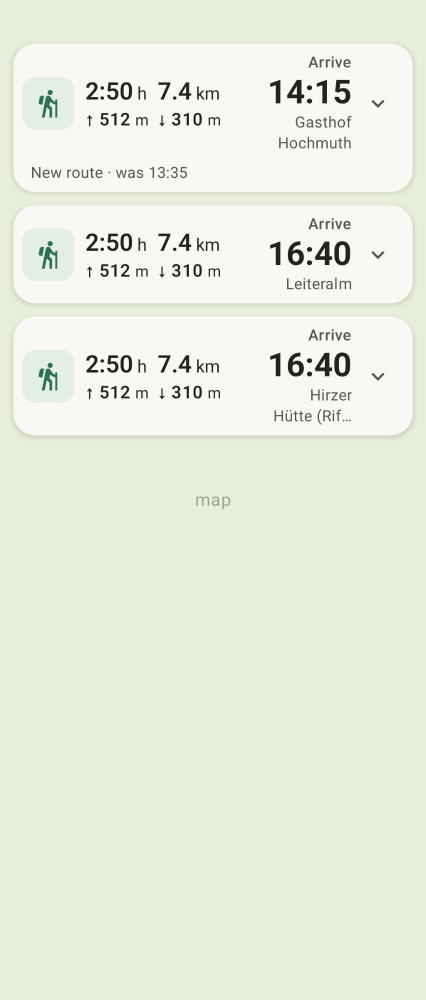 Arrive
2:50 h 7.4 km
14:15
↑ 512 m ↓ 310 m
Gasthof
Hochmuth
New route · was 13:35
Arrive
2:50 h 7.4 km
16:40
↑ 512 m ↓ 310 m
Leiteralm
Arrive
2:50 h 7.4 km
16:40
↑ 512 m ↓ 310 m
Hirzer
Hütte (Rif…
map